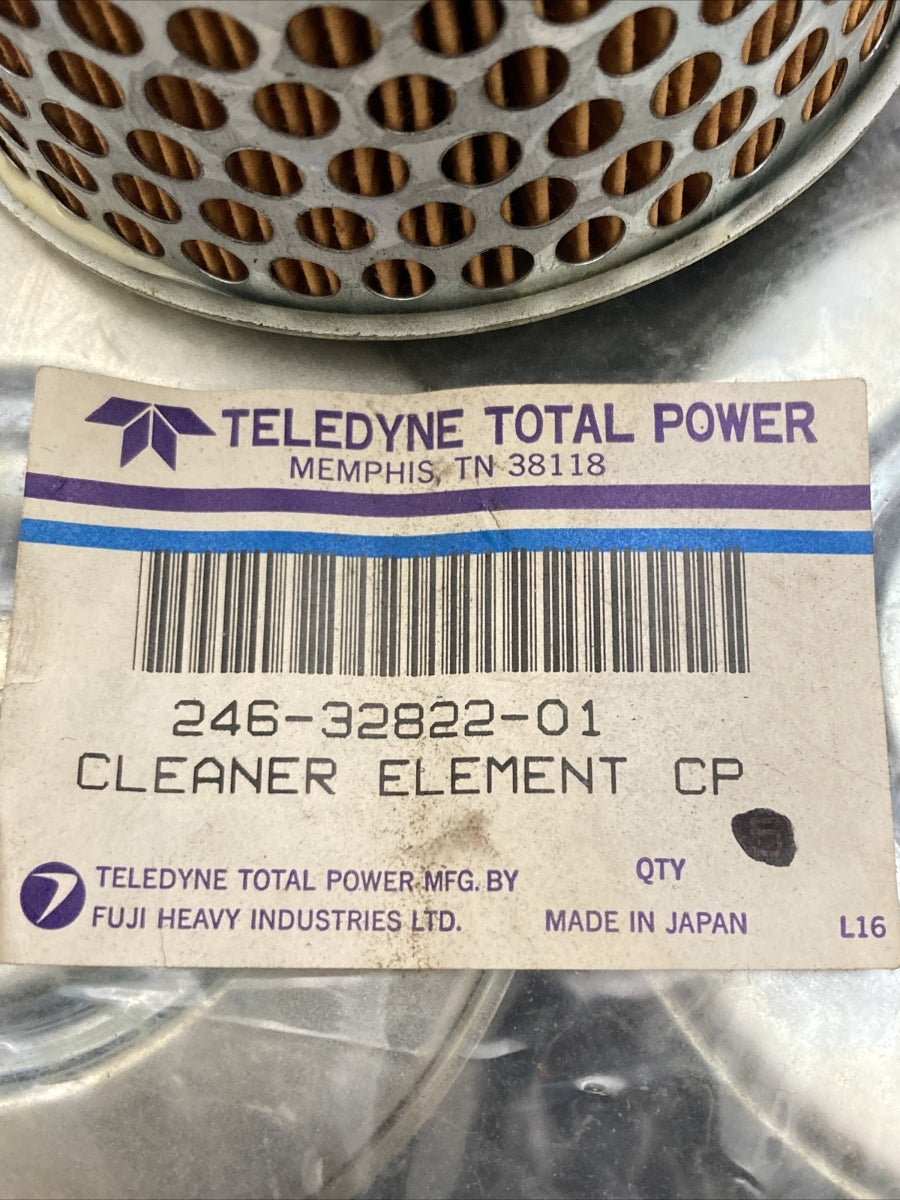 TELEDYNE TOTAL POWER
MEMPHIS, TN 38118
246-32822-01
CLEANER ELEMENT CP
TELEDYNE TOTAL POWER MFG. BY
FUJI HEAVY INDUSTRIES LTD.
QTY
MADE IN JAPAN
L16